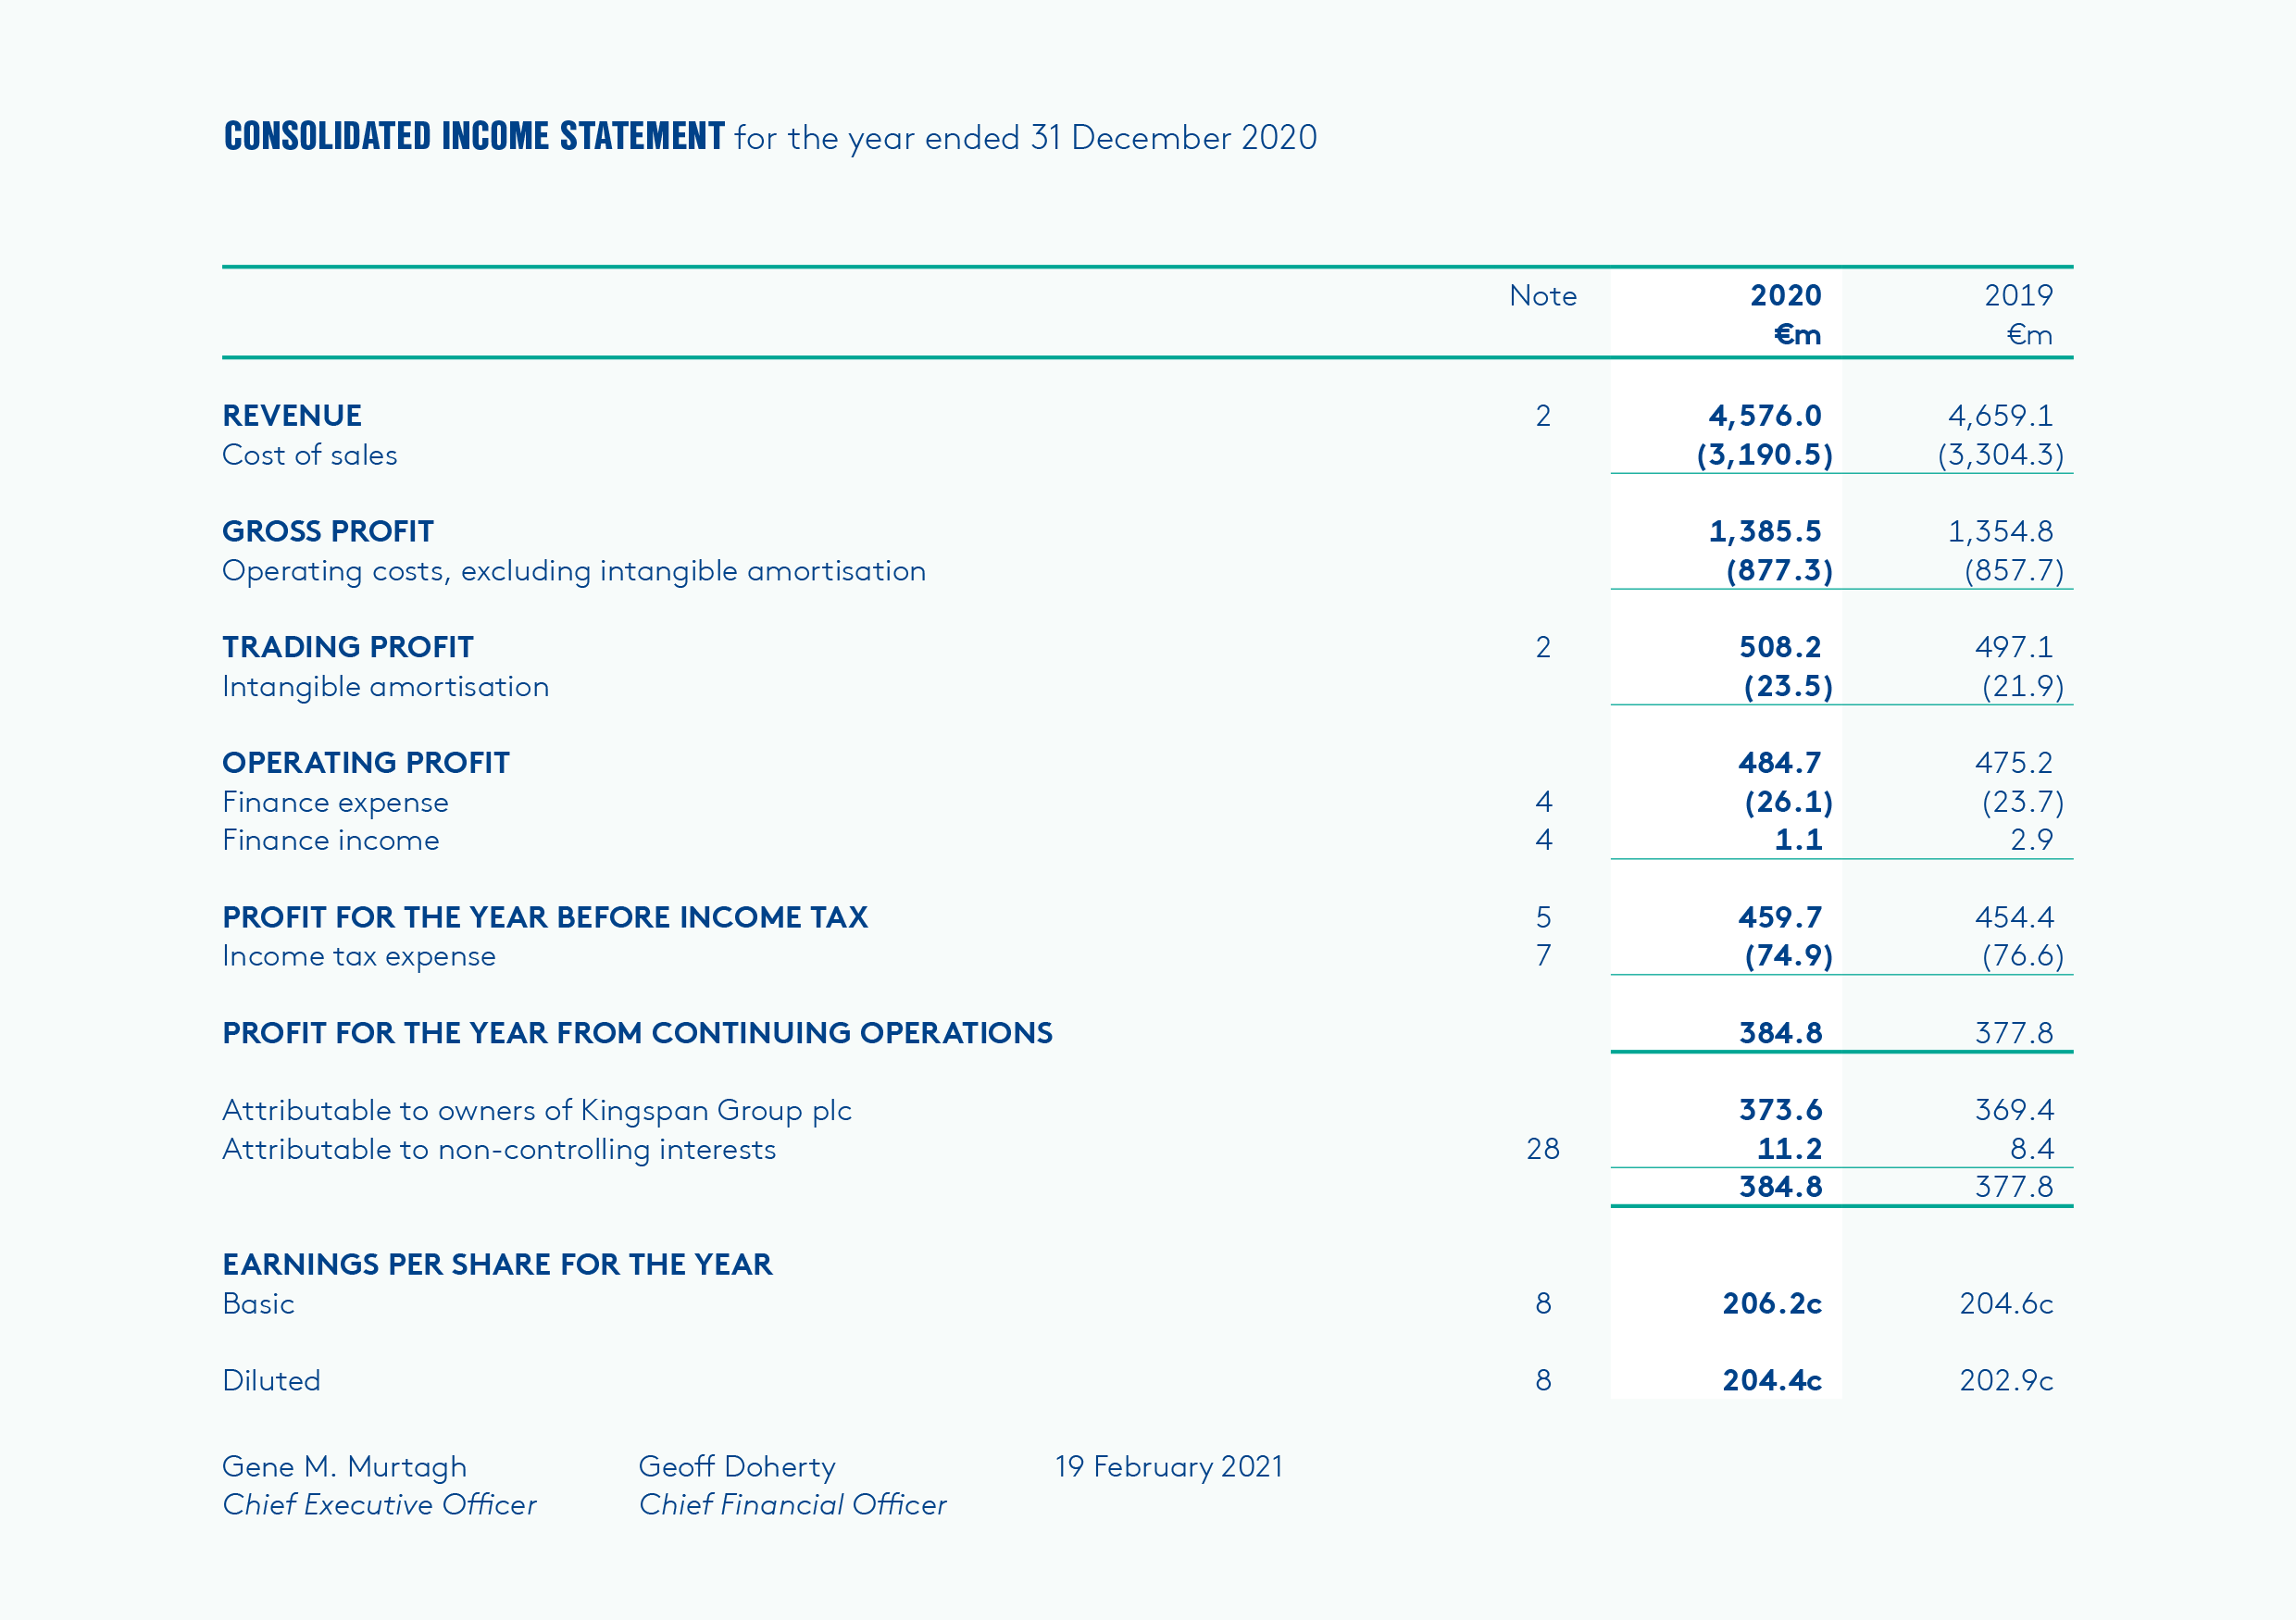 CONSOLIDATED INCOME STATEMENT for the year ended 31 December 2020
Note 2020 2019
€m €m
REVENUE 2 4,576.0 4,659.1
Cost of sales (3,190.5) (3,304.3)
GROSS PROFIT 1,385.5 1,354.8
Operating costs, excluding intangible amortisation (877.3) (857.7)
TRADING PROFIT 2 508.2 497.1
Intangible amortisation (23.5) (21.9)
OPERATING PROFIT 484.7 475.2
Finance expense 4 (26.1) (23.7)
Finance income 4 1.1 2.9
PROFIT FOR THE YEAR BEFORE INCOME TAX 5 459.7 454.4
Income tax expense 7 (74.9) (76.6)
PROFIT FOR THE YEAR FROM CONTINUING OPERATIONS 384.8 377.8
Attributable to owners of Kingspan Group plc 373.6 369.4
Attributable to non-controlling interests 28 11.2 8.4
384.8 377.8
EARNINGS PER SHARE FOR THE YEAR
Basic 8 206.2c 204.6c
Diluted 8 204.4c 202.9c
Gene M. Murtagh Geoff Doherty 19 February 2021
Chief Executive Officer Chief Financial Officer